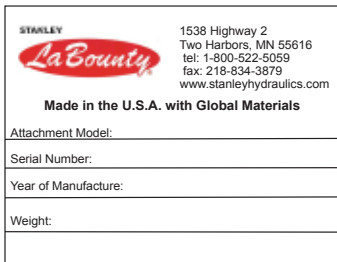 STANLEY
LaBounty
1538 Highway 2
Two Harbors, MN 55616
tel: 1-800-522-5059
fax: 218-834-3879
www.stanleyhydraulics.com
Made in the U.S.A. with Global Materials
Attachment Model:
Serial Number:
Year of Manufacture:
Weight: